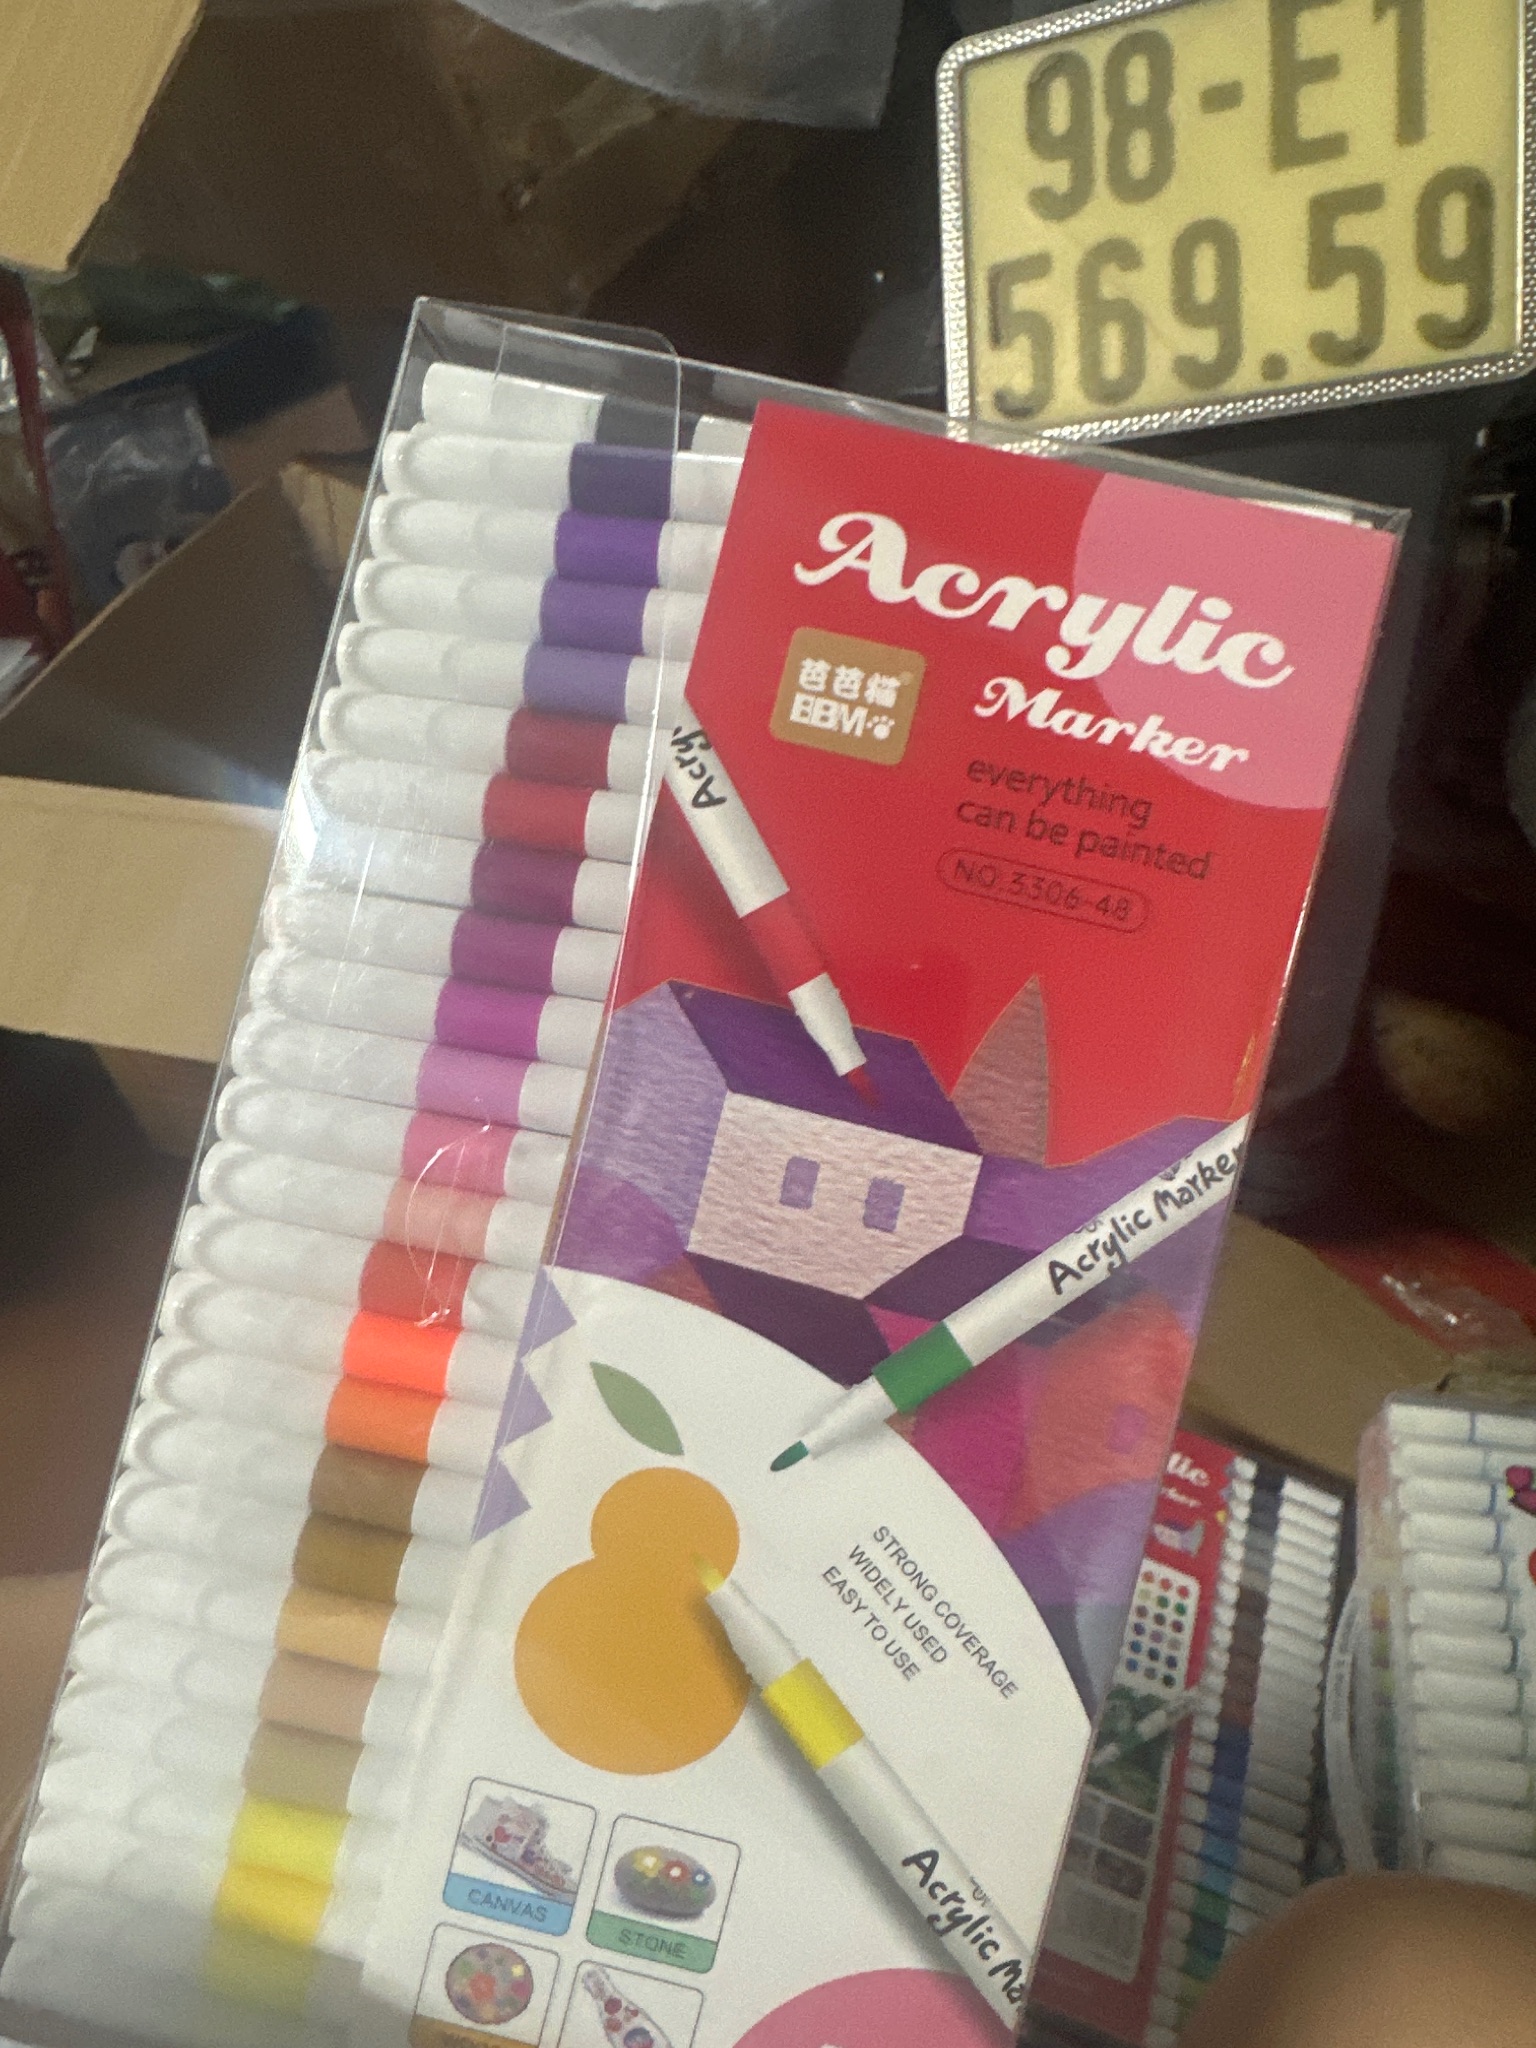 98-E1
569.59
Acrylic
Marker
芭芭猫®
BBM
everything
can be painted
NO.3306-48
Acry
Acrylic Marker
STRONG COVERAGE
WIDELY USED
EASY TO USE
CANVAS
STONE
Acrylic Ma